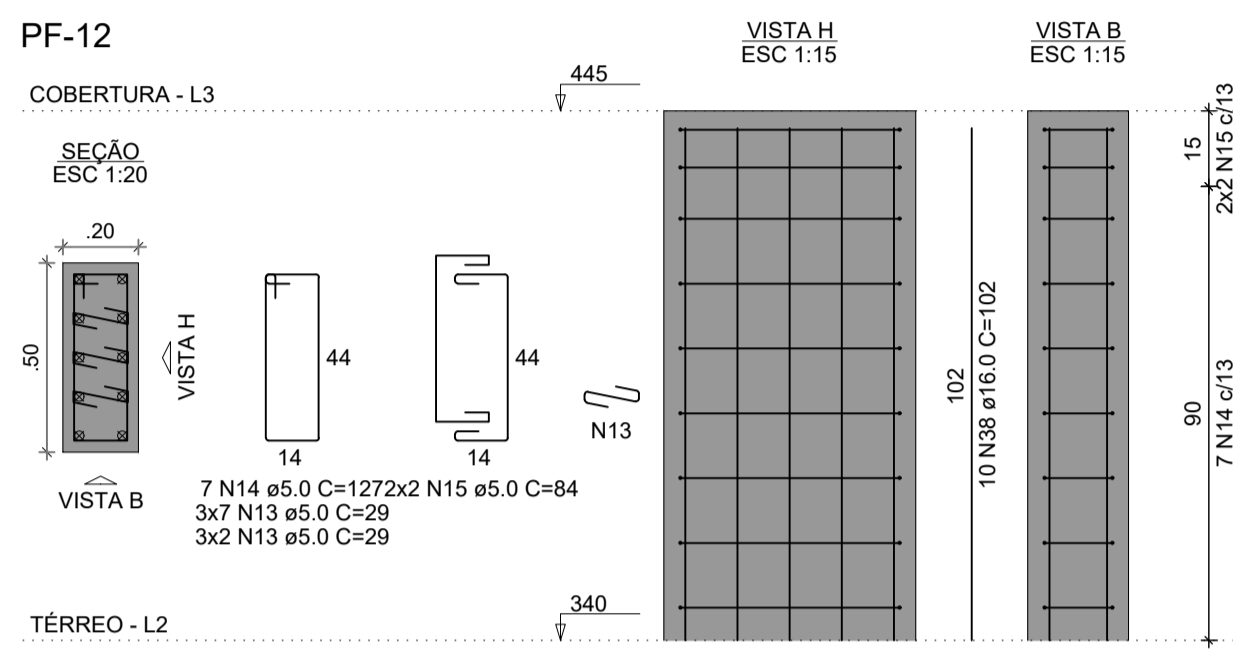 PF-12
VISTA H
ESC 1:15
VISTA B
ESC 1:15
445
COBERTURA - L3
SEÇÃO
ESC 1:20
.20
.50
VISTA H
VISTA B
44
14
44
14
N13
7 N14 ø5.0 C=1272x2 N15 ø5.0 C=84
3x7 N13 ø5.0 C=29
3x2 N13 ø5.0 C=29
102
10 N38 ø16.0 C=102
15
2x2 N15 c/13
90
7 N14 c/13
340
TÉRREO - L2